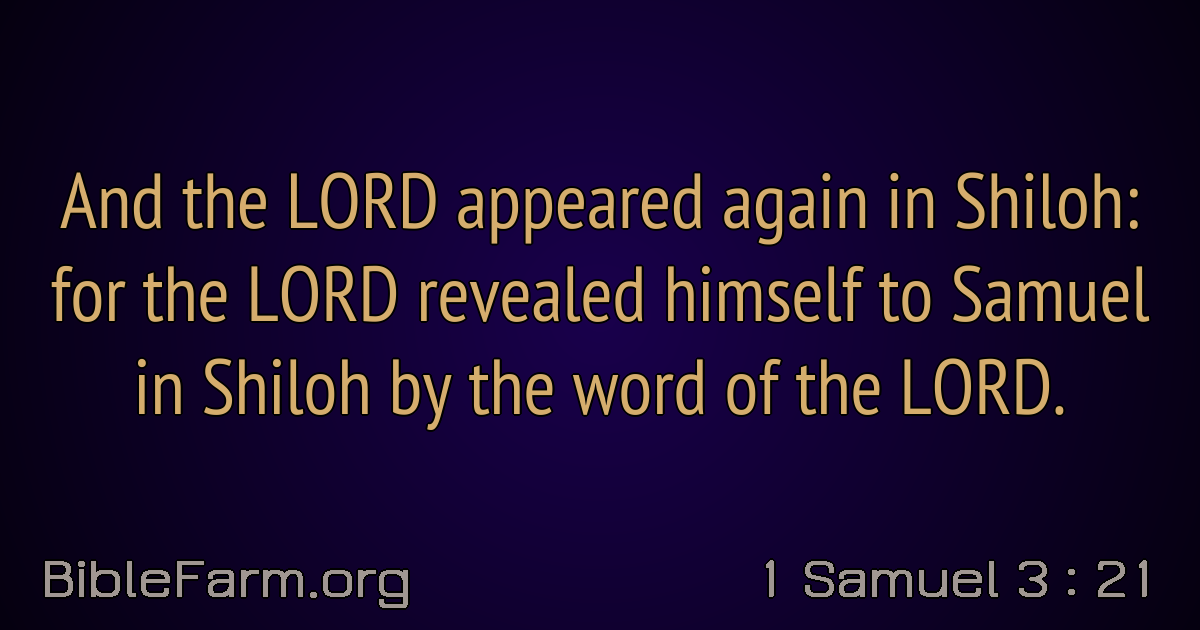 And the LORD appeared again in Shiloh:
for the LORD revealed himself to Samuel
in Shiloh by the word of the LORD.
BibleFarm.org
1 Samuel 3 : 21